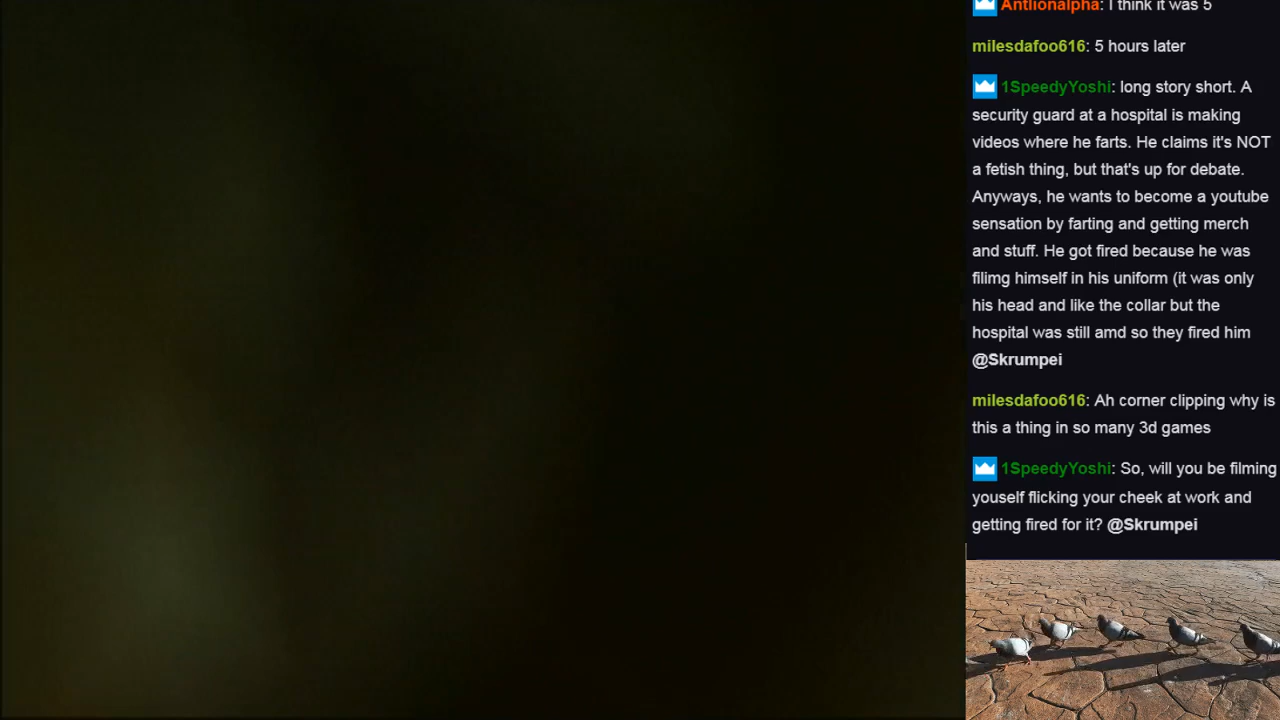 Antlionalpha: I think it was 5
milesdafoo616: 5 hours later
1SpeedyYoshi: long story short. A
security guard at a hospital is making
videos where he farts. He claims it's NOT
a fetish thing, but that's up for debate.
Anyways, he wants to become a youtube
sensation by farting and getting merch
and stuff. He got fired because he was
filimg himself in his uniform (it was only
his head and like the collar but the
hospital was still amd so they fired him
@Skrumpei
milesdafoo616: Ah corner clipping why is
this a thing in so many 3d games
1SpeedyYoshi: So, will you be filming
youself flicking your cheek at work and
getting fired for it? @Skrumpei